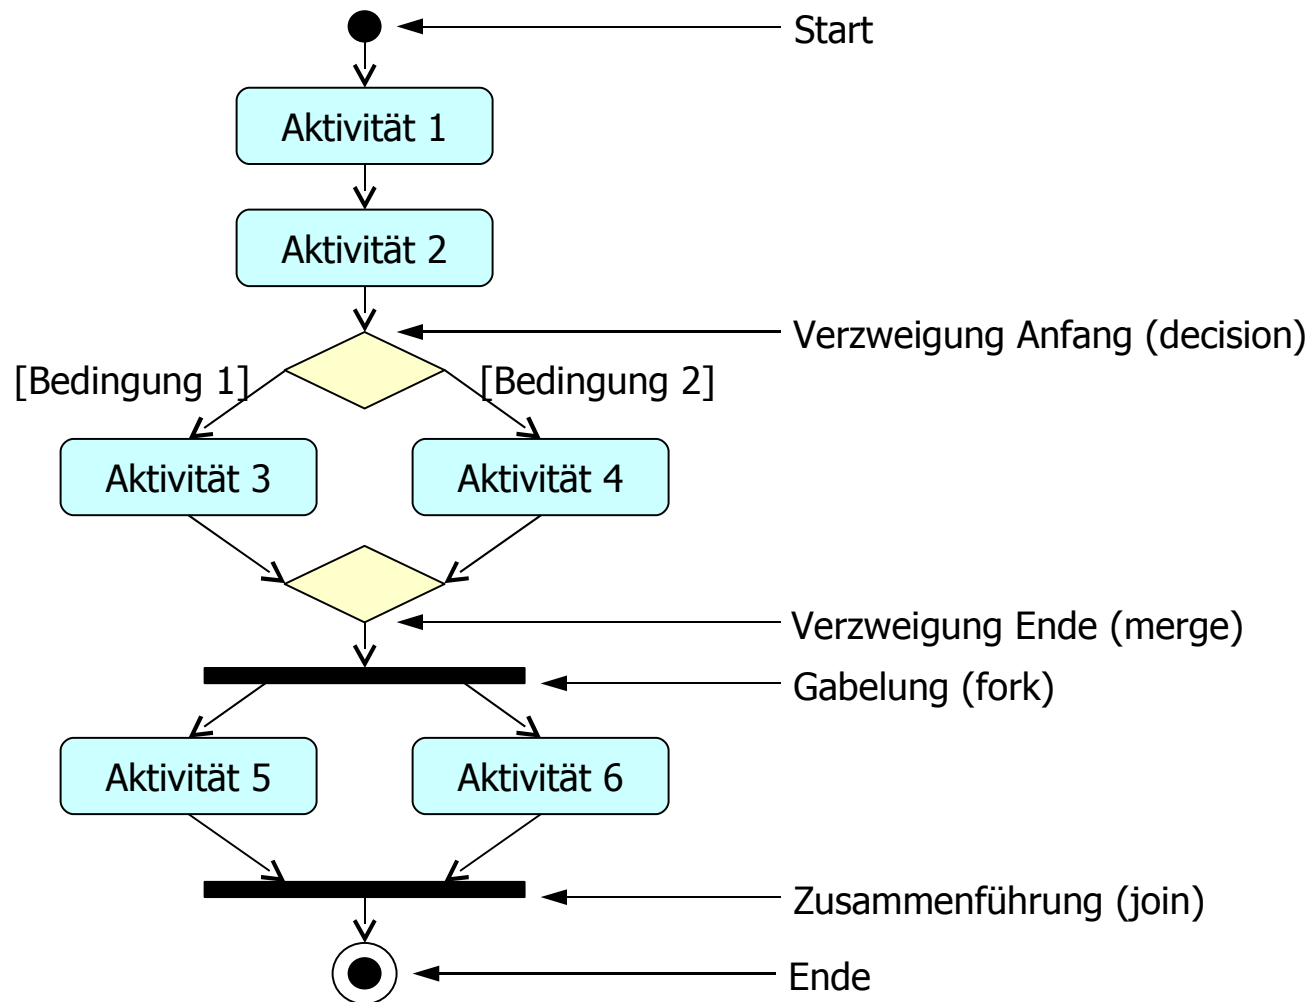 Start
Aktivität 1
Aktivität 2
Verzweigung Anfang (decision)
[Bedingung 1]
[Bedingung 2]
Aktivität 3
Aktivität 4
Verzweigung Ende (merge)
Gabelung (fork)
Aktivität 5
Aktivität 6
Zusammenführung (join)
Ende